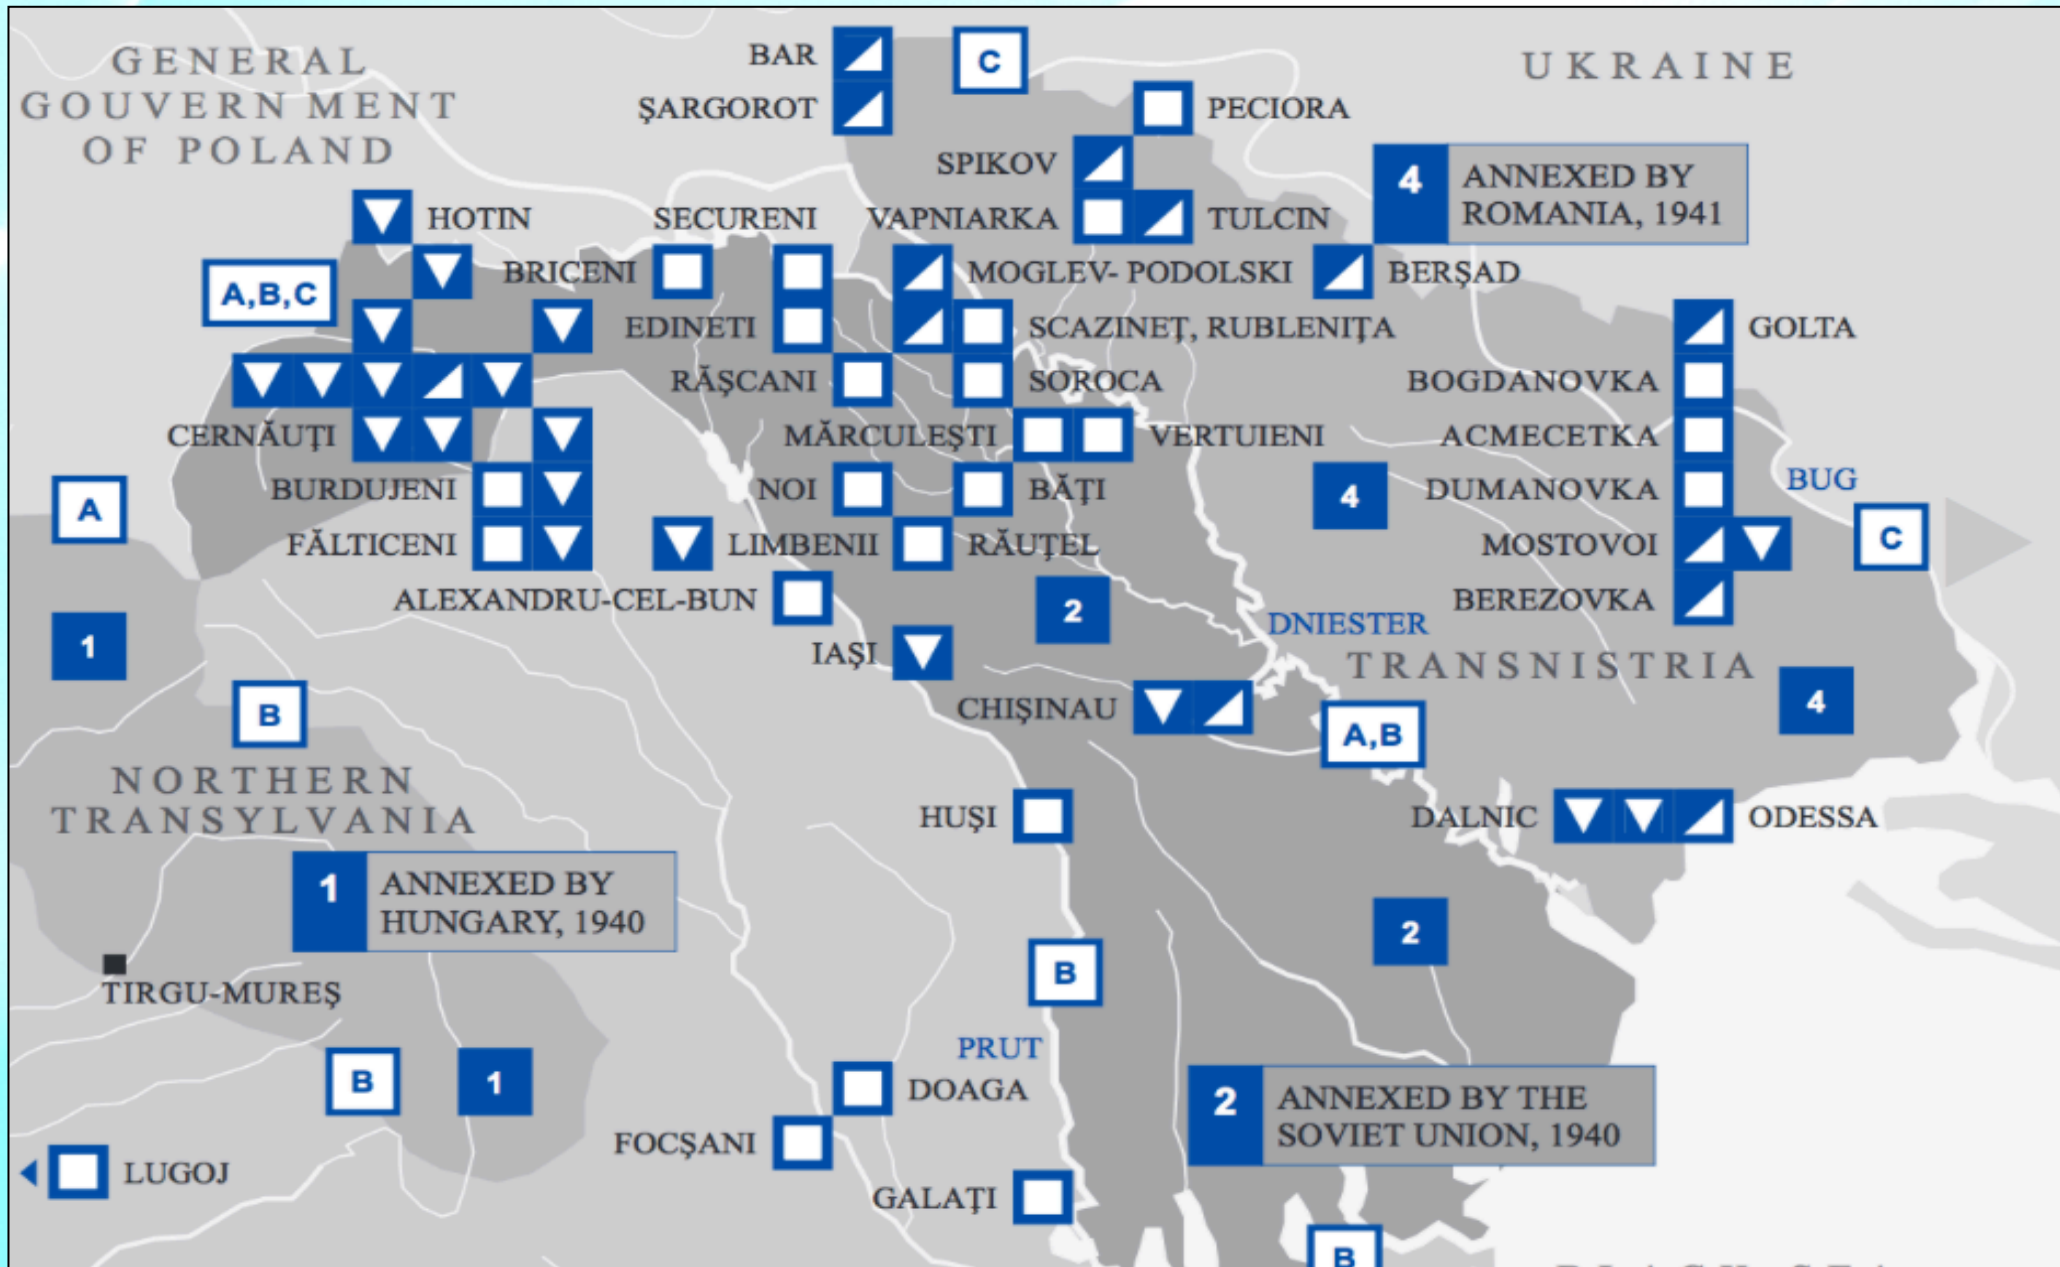 GENERAL
GOUVERN MENT
OF POLAND
BAR
C
UKRAINE
ŞARGOROT
PECIORA
SPIKOV
4 ANNEXED BY
ROMANIA, 1941
HOTIN
SECURENI
VAPNIARKA
TULCIN
A,B,C
BRICENI
MOGLEV- PODOLSKI
BERŞAD
EDINETI
SCAZINEŢ, RUBLENIŢA
GOLTA
RĂŞCANI
SOROCA
BOGDANOVKA
CERNĂUŢI
MĂRCULEŞTI
VERTUIENI
ACMECETKA
A
BURDUJENI
NOI
BĂŢI
4
DUMANOVKA
BUG
FĂLTICENI
LIMBENII
RĂUŢEL
MOSTOVOI
C
ALEXANDRU-CEL-BUN
2
BEREZOVKA
1
IAŞI
DNIESTER
TRANSNISTRIA
B
CHIŞINAU
A,B
4
NORTHERN
TRANSYLVANIA
HUŞI
DALNIC
ODESSA
1 ANNEXED BY
HUNGARY, 1940
2
TIRGU-MUREŞ
B
PRUT
B
1
DOAGA
2 ANNEXED BY THE
SOVIET UNION, 1940
FOCŞANI
LUGOJ
GALAŢI
B